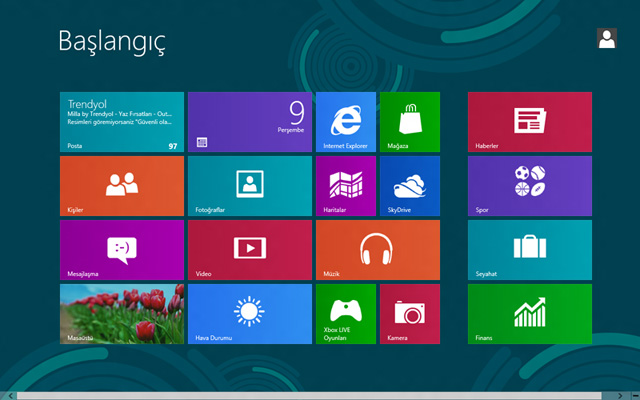 Başlangıç
Trendyol
Milla by Trendyol - Yaz Fırsatları - Out...
Resimleri göremiyorsanız "Güvenli ola...
Posta
97
9
Perşembe
Internet Explorer
Mağaza
Haberler
Kişiler
Fotoğraflar
Haritalar
SkyDrive
Spor
Mesajlaşma
Video
Müzik
Seyahat
Masaüstü
Hava Durumu
Xbox LIVE
Oyunları
Kamera
Finans